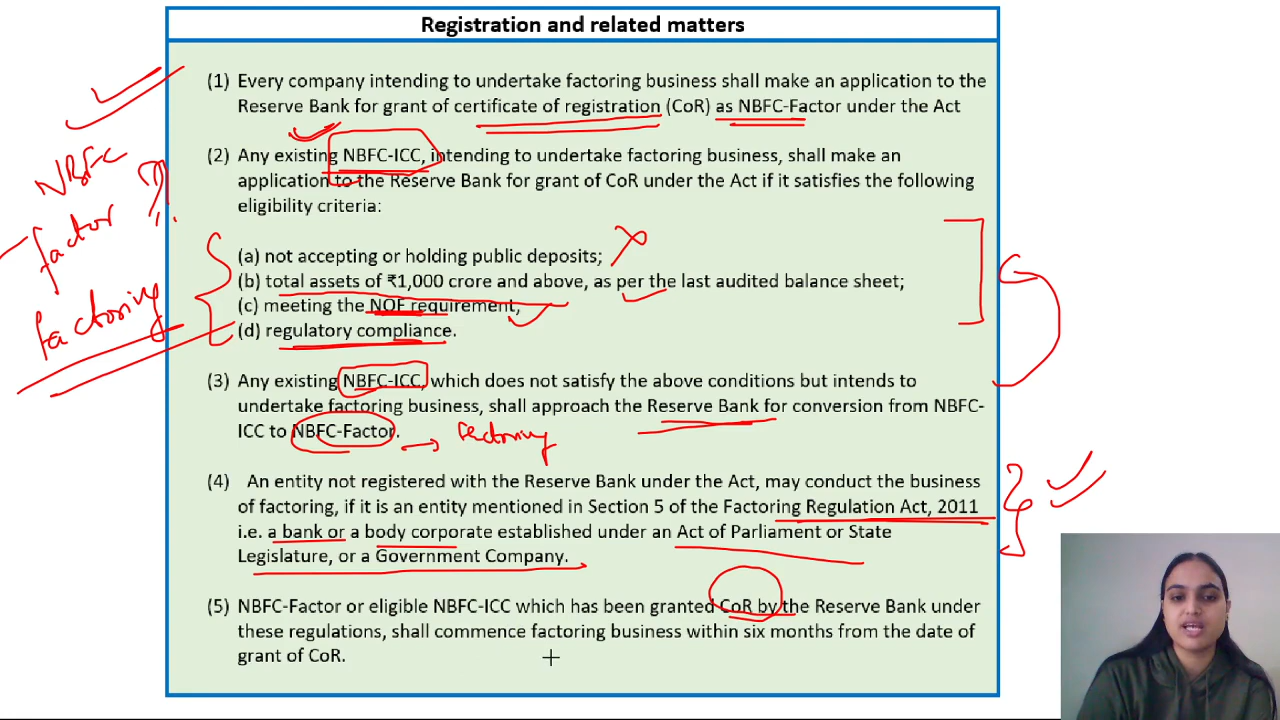 Registration and related matters
(1) Every company intending to undertake factoring business shall make an application to the
Reserve Bank for grant of certificate of registration (CoR) as NBFC-Factor under the Act
(2) Any existing NBFC-ICC, intending to undertake factoring business, shall make an
application to the Reserve Bank for grant of CoR under the Act if it satisfies the following
eligibility criteria:
NBFC
factor
factoring
(a) not accepting or holding public deposits;
(b) total assets of ₹1,000 crore and above, as per the last audited balance sheet;
(c) meeting the NOF requirement,
(d) regulatory compliance.
(3) Any existing NBFC-ICC, which does not satisfy the above conditions but intends to
undertake factoring business, shall approach the Reserve Bank for conversion from NBFC-
ICC to NBFC-Factor. → factoring
(4) An entity not registered with the Reserve Bank under the Act, may conduct the business
of factoring, if it is an entity mentioned in Section 5 of the Factoring Regulation Act, 2011
i.e. a bank or a body corporate established under an Act of Parliament or State
Legislature, or a Government Company.
(5) NBFC-Factor or eligible NBFC-ICC which has been granted CoR by the Reserve Bank under
these regulations, shall commence factoring business within six months from the date of
grant of CoR.